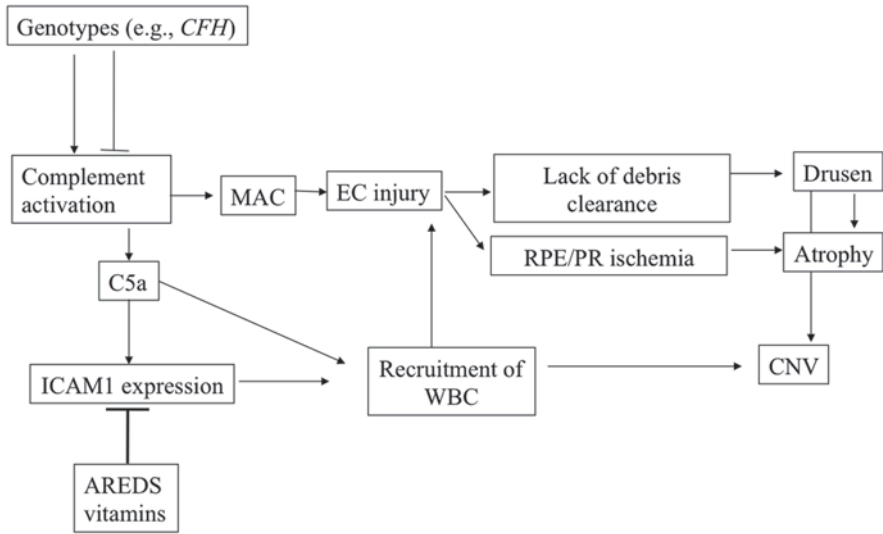 Genotypes (e.g., CFH)
Complement
activation
MAC
EC injury
Lack of debris
clearance
Drusen
RPE/PR ischemia
Atrophy
C5a
ICAM1 expression
Recruitment of
WBC
CNV
AREDS
vitamins